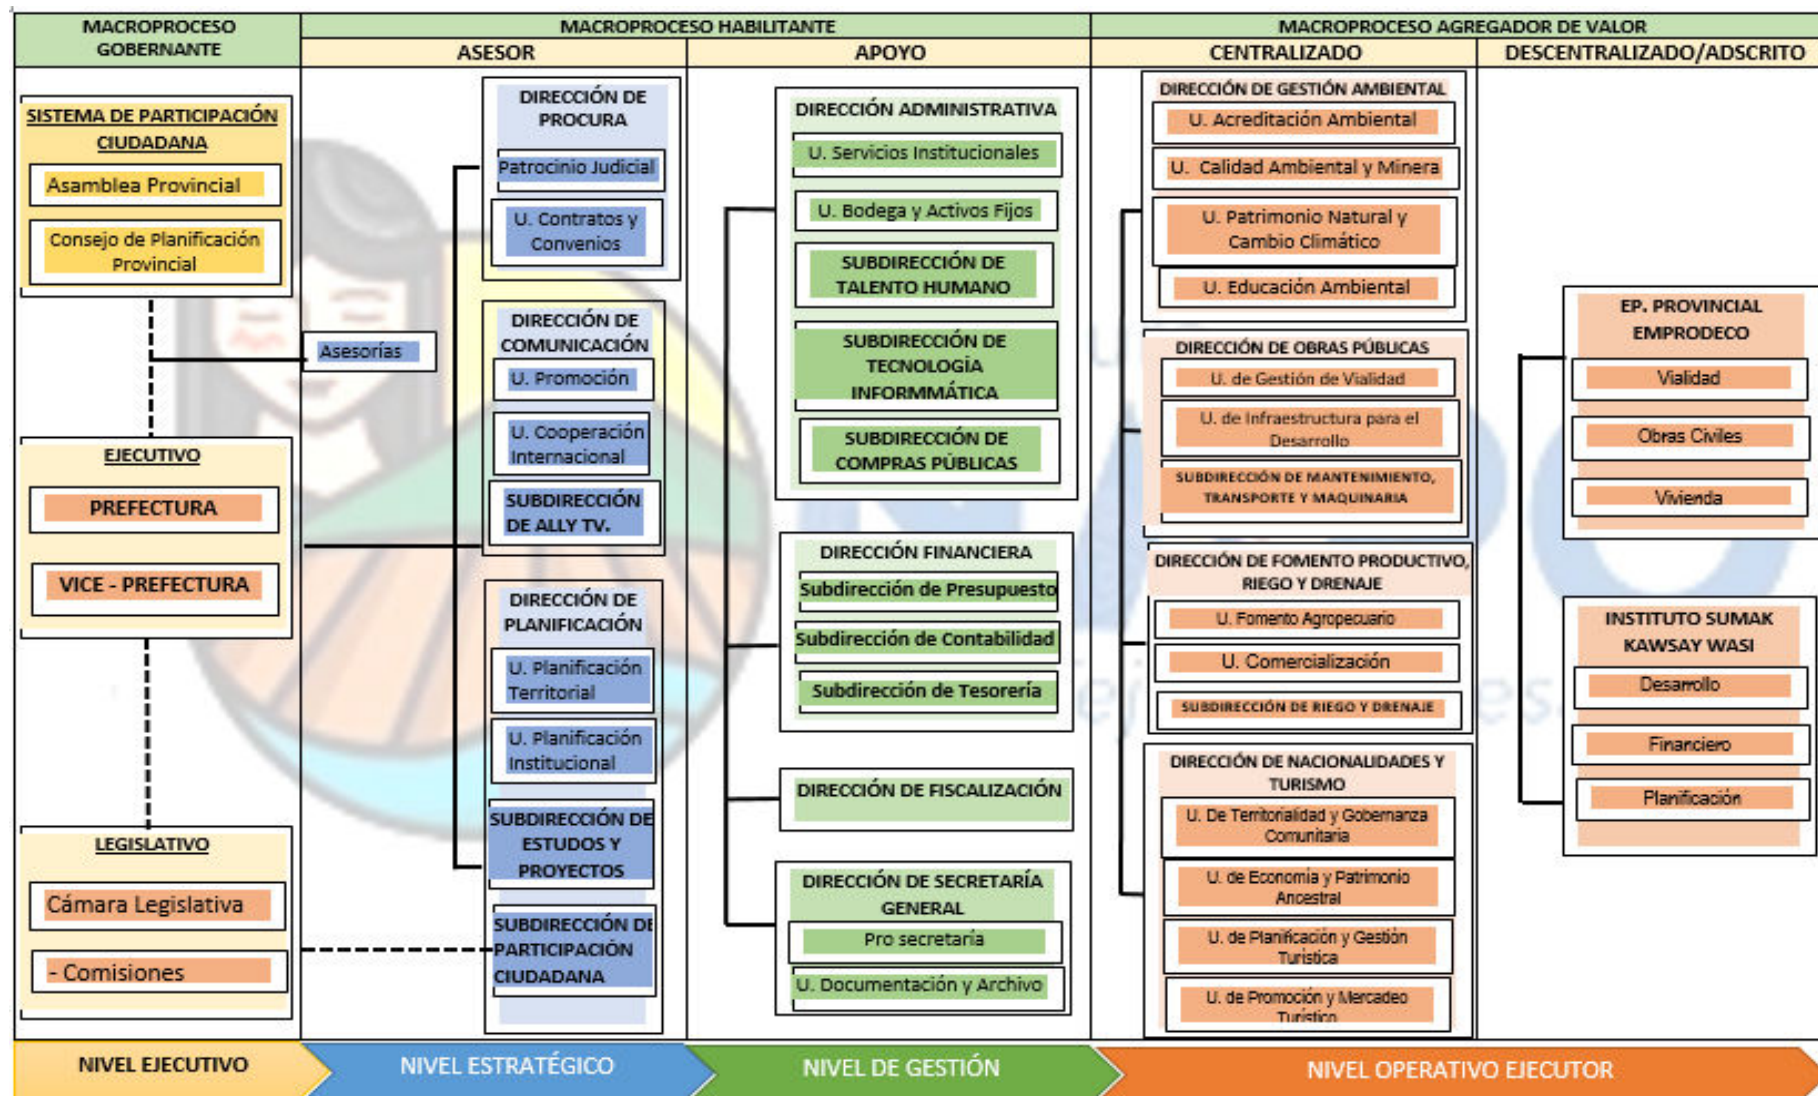 MACROPROCESO
GOBERNANTE
MACROPROCESO HABILITANTE
MACROPROCESO AGREGADOR DE VALOR
ASESOR
APOYO
CENTRALIZADO
DESCENTRALIZADO/ADSCRITO
SISTEMA DE PARTICIPACIÓN
CIUDADANA
Asamblea Provincial
Consejo de Planificación
Provincial
EJECUTIVO
PREFECTURA
VICE - PREFECTURA
LEGISLATIVO
Cámara Legislativa
- Comisiones
Asesorías
DIRECCIÓN DE
PROCURA
Patrocinio Judicial
U. Contratos y
Convenios
DIRECCIÓN DE
COMUNICACIÓN
U. Promoción
U. Cooperación
Internacional
SUBDIRECCIÓN
DE ALLY TV.
DIRECCIÓN DE
PLANIFICACIÓN
U. Planificación
Territorial
U. Planificación
Institucional
SUBDIRECCIÓN DE
ESTUDOS Y
PROYECTOS
SUBDIRECCIÓN DE
PARTICIPACIÓN
CIUDADANA
DIRECCIÓN ADMINISTRATIVA
U. Servicios Institucionales
U. Bodega y Activos Fijos
SUBDIRECCIÓN DE
TALENTO HUMANO
SUBDIRECCIÓN DE
TECNOLOGÍA
INFORMMÁTICA
SUBDIRECCIÓN DE
COMPRAS PÚBLICAS
DIRECCIÓN FINANCIERA
Subdirección de Presupuesto
Subdirección de Contabilidad
Subdirección de Tesorería
DIRECCIÓN DE FISCALIZACIÓN
DIRECCIÓN DE SECRETARÍA
GENERAL
Pro secretaría
U. Documentación y Archivo
DIRECCIÓN DE GESTIÓN AMBIENTAL
U. Acreditación Ambiental
U. Calidad Ambiental y Minera
U. Patrimonio Natural y
Cambio Climático
U. Educación Ambiental
DIRECCIÓN DE OBRAS PÚBLICAS
U. de Gestión de Vialidad
U. de Infraestructura para el
Desarrollo
SUBDIRECCIÓN DE MANTENIMIENTO,
TRANSPORTE Y MAQUINARIA
DIRECCIÓN DE FOMENTO PRODUCTIVO,
RIEGO Y DRENAJE
U. Fomento Agropecuario
U. Comercialización
SUBDIRECCIÓN DE RIEGO Y DRENAJE
DIRECCIÓN DE NACIONALIDADES Y
TURISMO
U. De Territorialidad y Gobernanza
Comunitaria
U. de Economía y Patrimonio
Ancestral
U. de Planificación y Gestión
Turística
U. de Promoción y Mercadeo
Turístico
EP. PROVINCIAL
EMPRODECO
Vialidad
Obras Civiles
Vivienda
INSTITUTO SUMAK
KAWSAY WASI
Desarrollo
Financiero
Planificación
NIVEL EJECUTIVO
NIVEL ESTRATÉGICO
NIVEL DE GESTIÓN
NIVEL OPERATIVO EJECUTOR